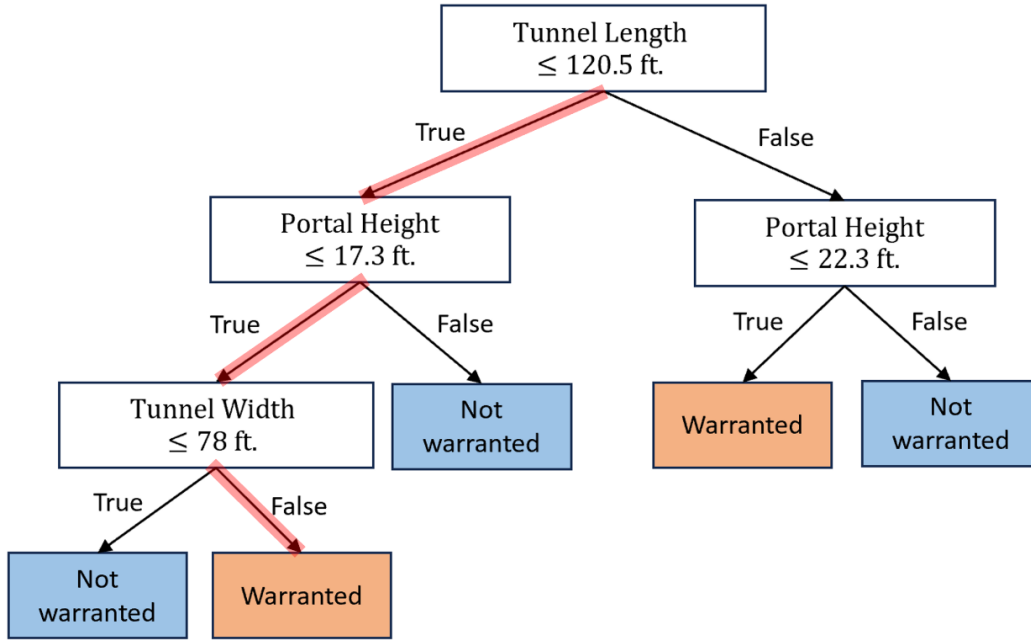 Tunnel Length
≤ 120.5 ft.
True
False
Portal Height
≤ 17.3 ft.
Portal Height
≤ 22.3 ft.
True
False
True
False
Tunnel Width
≤ 78 ft.
Not
warranted
Warranted
Not
warranted
True
False
Not
warranted
Warranted